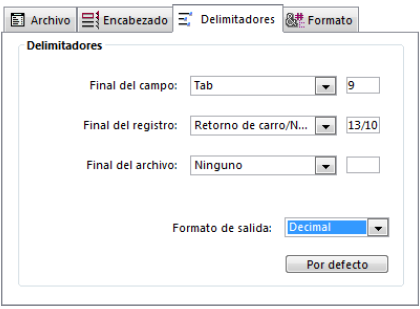 Archivo Encabezado Delimitadores Formato
Delimitadores
Final del campo: Tab 9
Final del registro: Retorno de carro/N... 13/10
Final del archivo: Ninguno
Formato de salida: Decimal
Por defecto